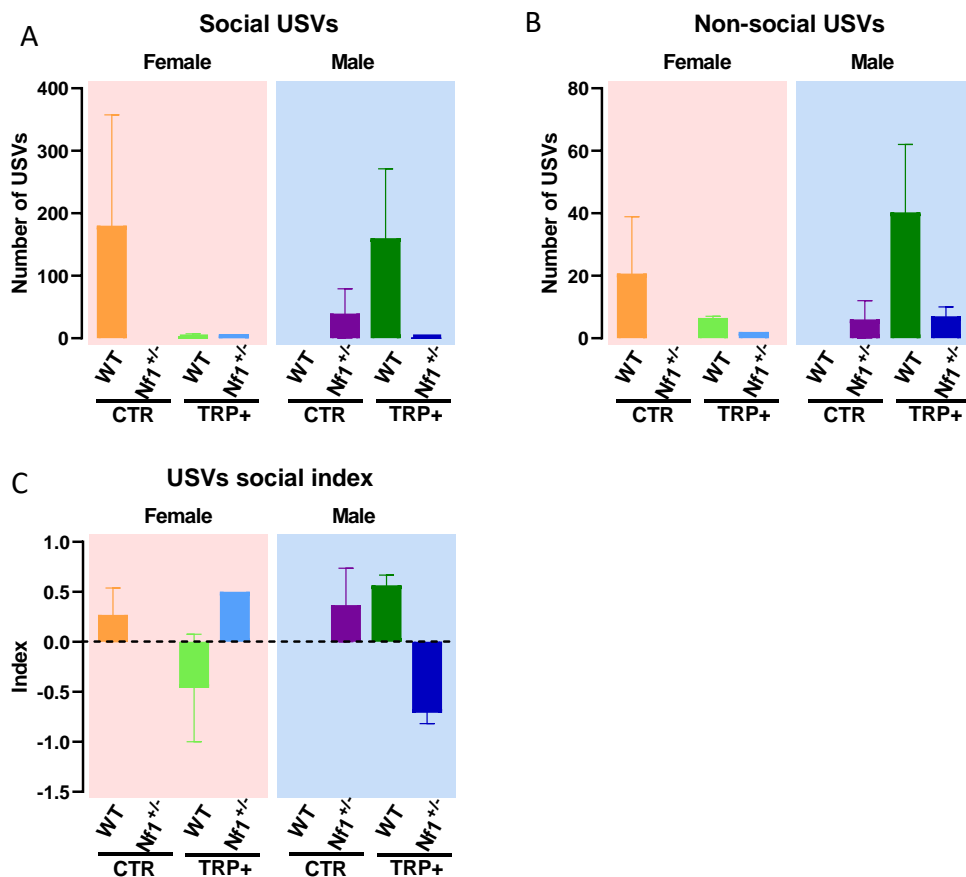 A
Social USVs
Female Male
Number of USVs
400
300
200
100
0
WT Nf1+/- WT Nf1+/- WT Nf1+/- WT Nf1+/-
CTR TRP+ CTR TRP+
B
Non-social USVs
Female Male
Number of USVs
80
60
40
20
0
WT Nf1+/- WT Nf1+/- WT Nf1+/- WT Nf1+/-
CTR TRP+ CTR TRP+
C
USVs social index
Female Male
Index
1.0
0.5
0.0
-0.5
-1.0
-1.5
WT Nf1+/- WT Nf1+/- WT Nf1+/- WT Nf1+/-
CTR TRP+ CTR TRP+